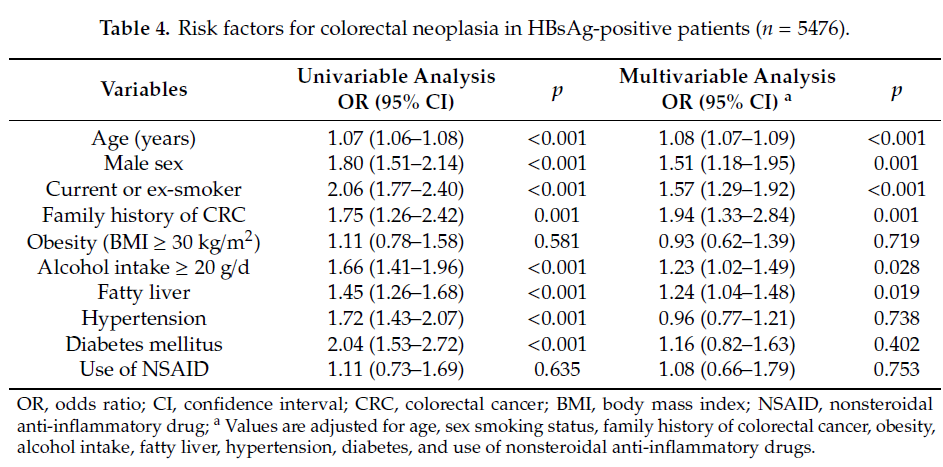 Table 4. Risk factors for colorectal neoplasia in HBsAg-positive patients (n = 5476).
Variables Univariable Analysis OR (95% CI) p Multivariable Analysis OR (95% CI) a p
Age (years) 1.07 (1.06–1.08) <0.001 1.08 (1.07–1.09) <0.001
Male sex 1.80 (1.51–2.14) <0.001 1.51 (1.18–1.95) 0.001
Current or ex-smoker 2.06 (1.77–2.40) <0.001 1.57 (1.29–1.92) <0.001
Family history of CRC 1.75 (1.26–2.42) 0.001 1.94 (1.33–2.84) 0.001
Obesity (BMI ≥ 30 kg/m2) 1.11 (0.78–1.58) 0.581 0.93 (0.62–1.39) 0.719
Alcohol intake ≥ 20 g/d 1.66 (1.41–1.96) <0.001 1.23 (1.02–1.49) 0.028
Fatty liver 1.45 (1.26–1.68) <0.001 1.24 (1.04–1.48) 0.019
Hypertension 1.72 (1.43–2.07) <0.001 0.96 (0.77–1.21) 0.738
Diabetes mellitus 2.04 (1.53–2.72) <0.001 1.16 (0.82–1.63) 0.402
Use of NSAID 1.11 (0.73–1.69) 0.635 1.08 (0.66–1.79) 0.753
OR, odds ratio; CI, confidence interval; CRC, colorectal cancer; BMI, body mass index; NSAID, nonsteroidal
anti-inflammatory drug; a Values are adjusted for age, sex smoking status, family history of colorectal cancer, obesity,
alcohol intake, fatty liver, hypertension, diabetes, and use of nonsteroidal anti-inflammatory drugs.